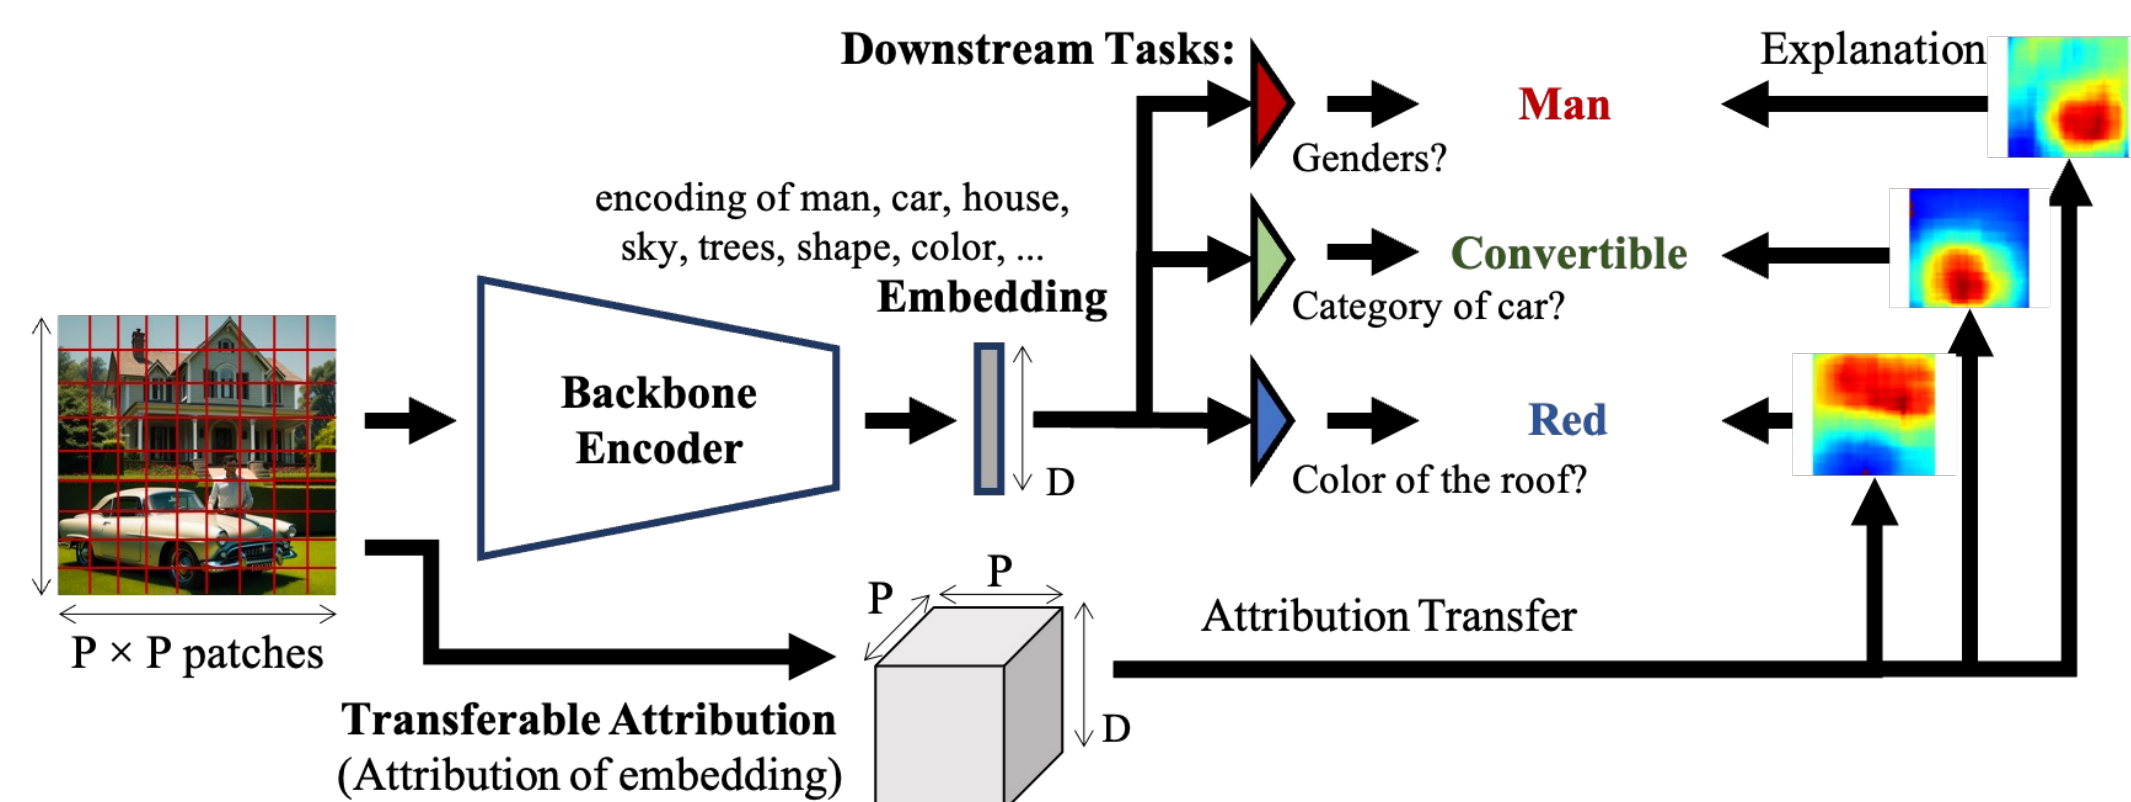 Downstream Tasks:
Explanation
Man
Genders?
encoding of man, car, house,
sky, trees, shape, color, ...
Embedding
Convertible
Category of car?
Backbone
Encoder
D
Red
Color of the roof?
P × P patches
P
P
D
Attribution Transfer
Transferable Attribution
(Attribution of embedding)